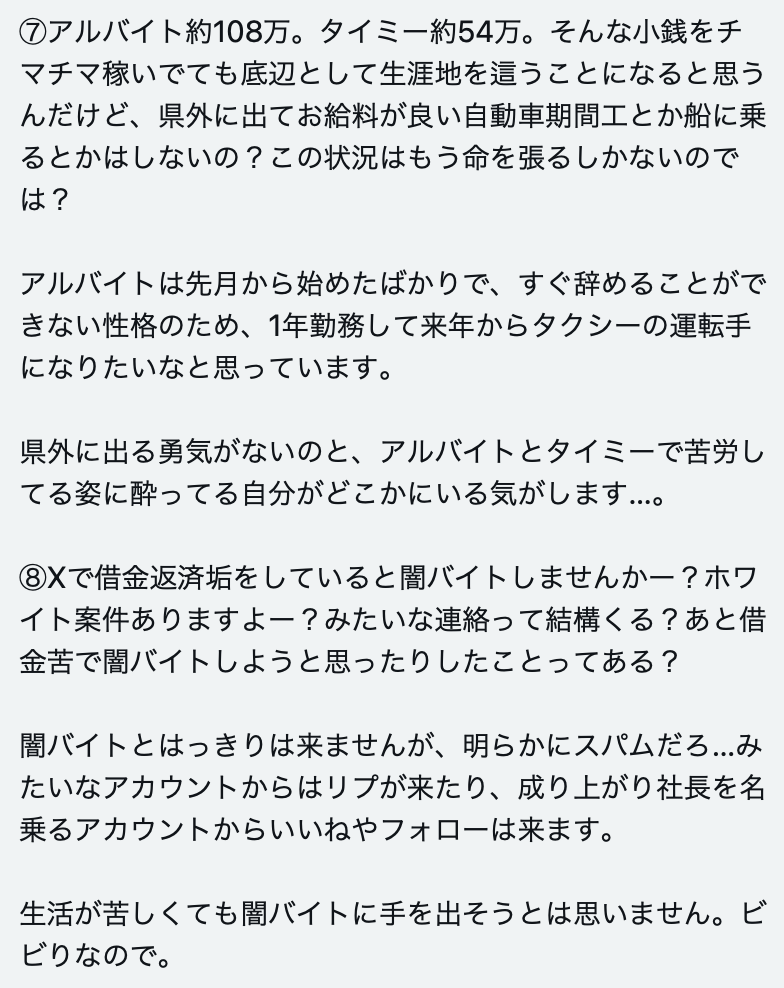 ⑦アルバイト約108万。タイミー約54万。そんな小銭をチ
マチマ稼いでても底辺として生涯地を這うことになると思う
んだけど、県外に出てお給料が良い自動車期間工とか船に乗
るとかはしないの？この状況はもう命を張るしかないので
は？
アルバイトは先月から始めたばかりで、すぐ辞めることがで
きない性格のため、1年勤務して来年からタクシーの運転手
になりたいなと思っています。
県外に出る勇気がないのと、アルバイトとタイミーで苦労し
てる姿に酔ってる自分がどこかにいる気がします…。
⑧Xで借金返済垢をしていると闇バイトしませんかー？ホワ
イト案件ありますよー？みたいな連絡って結構くる？あと借
金苦で闇バイトしようと思ったりしたことってある？
闇バイトとはっきりは来ませんが、明らかにスパムだろ…み
たいなアカウントからはリプが来たり、成り上がり社長を名
乗るアカウントからいいねやフォローは来ます。
生活が苦しくても闇バイトに手を出そうとは思いません。ビ
ビりなので。